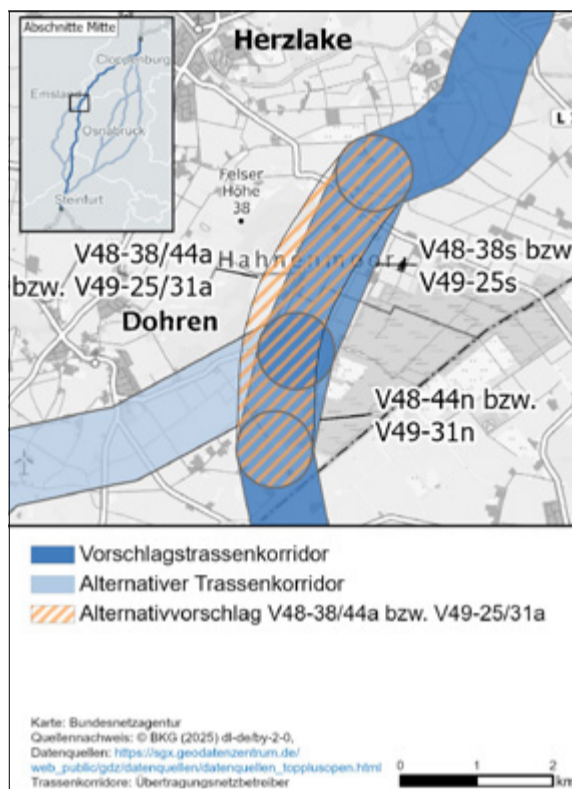 Abschnitte Mitte
Cloppenburg
Emsland
Osnabrück
Steinfurt
Herzlake
L
Felser
Höhe
38
V48-38/44a
bzw. V49-25/31a
Hahnenmoor
V48-38s bzw
V49-25s
Dohren
V48-44n bzw.
V49-31n
Vorschlagstrassenkorridor
Alternativer Trassenkorridor
Alternativvorschlag V48-38/44a bzw. V49-25/31a
Karte: Bundesnetzagentur
Quellennachweis: © BKG (2025) dl-de/by-2-0,
Datenquellen: https://sgx.geodatenzentrum.de/
web_public/gdz/datenquellen/datenquellen_topplusopen.html
Trassenkorridore: Übertragungsnetzbetreiber
0 1 2
km